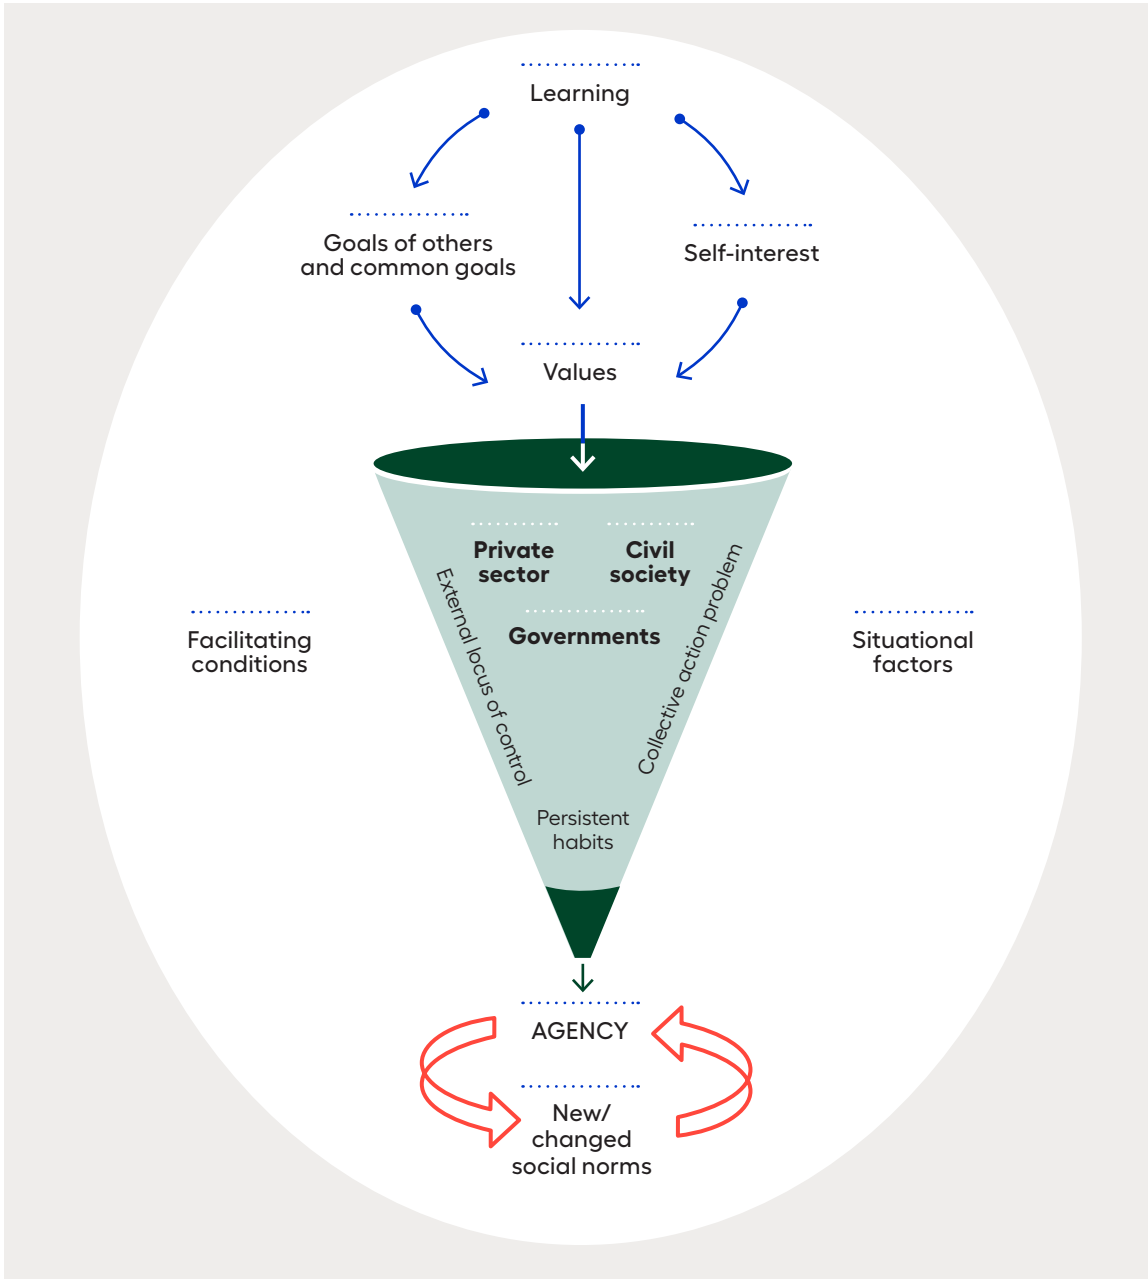 Learning
Goals of others
and common goals
Self-interest
Values
Private
sector
Civil
society
Governments
External locus of control
Collective action problem
Facilitating
conditions
Situational
factors
Persistent
habits
AGENCY
New/
changed
social norms